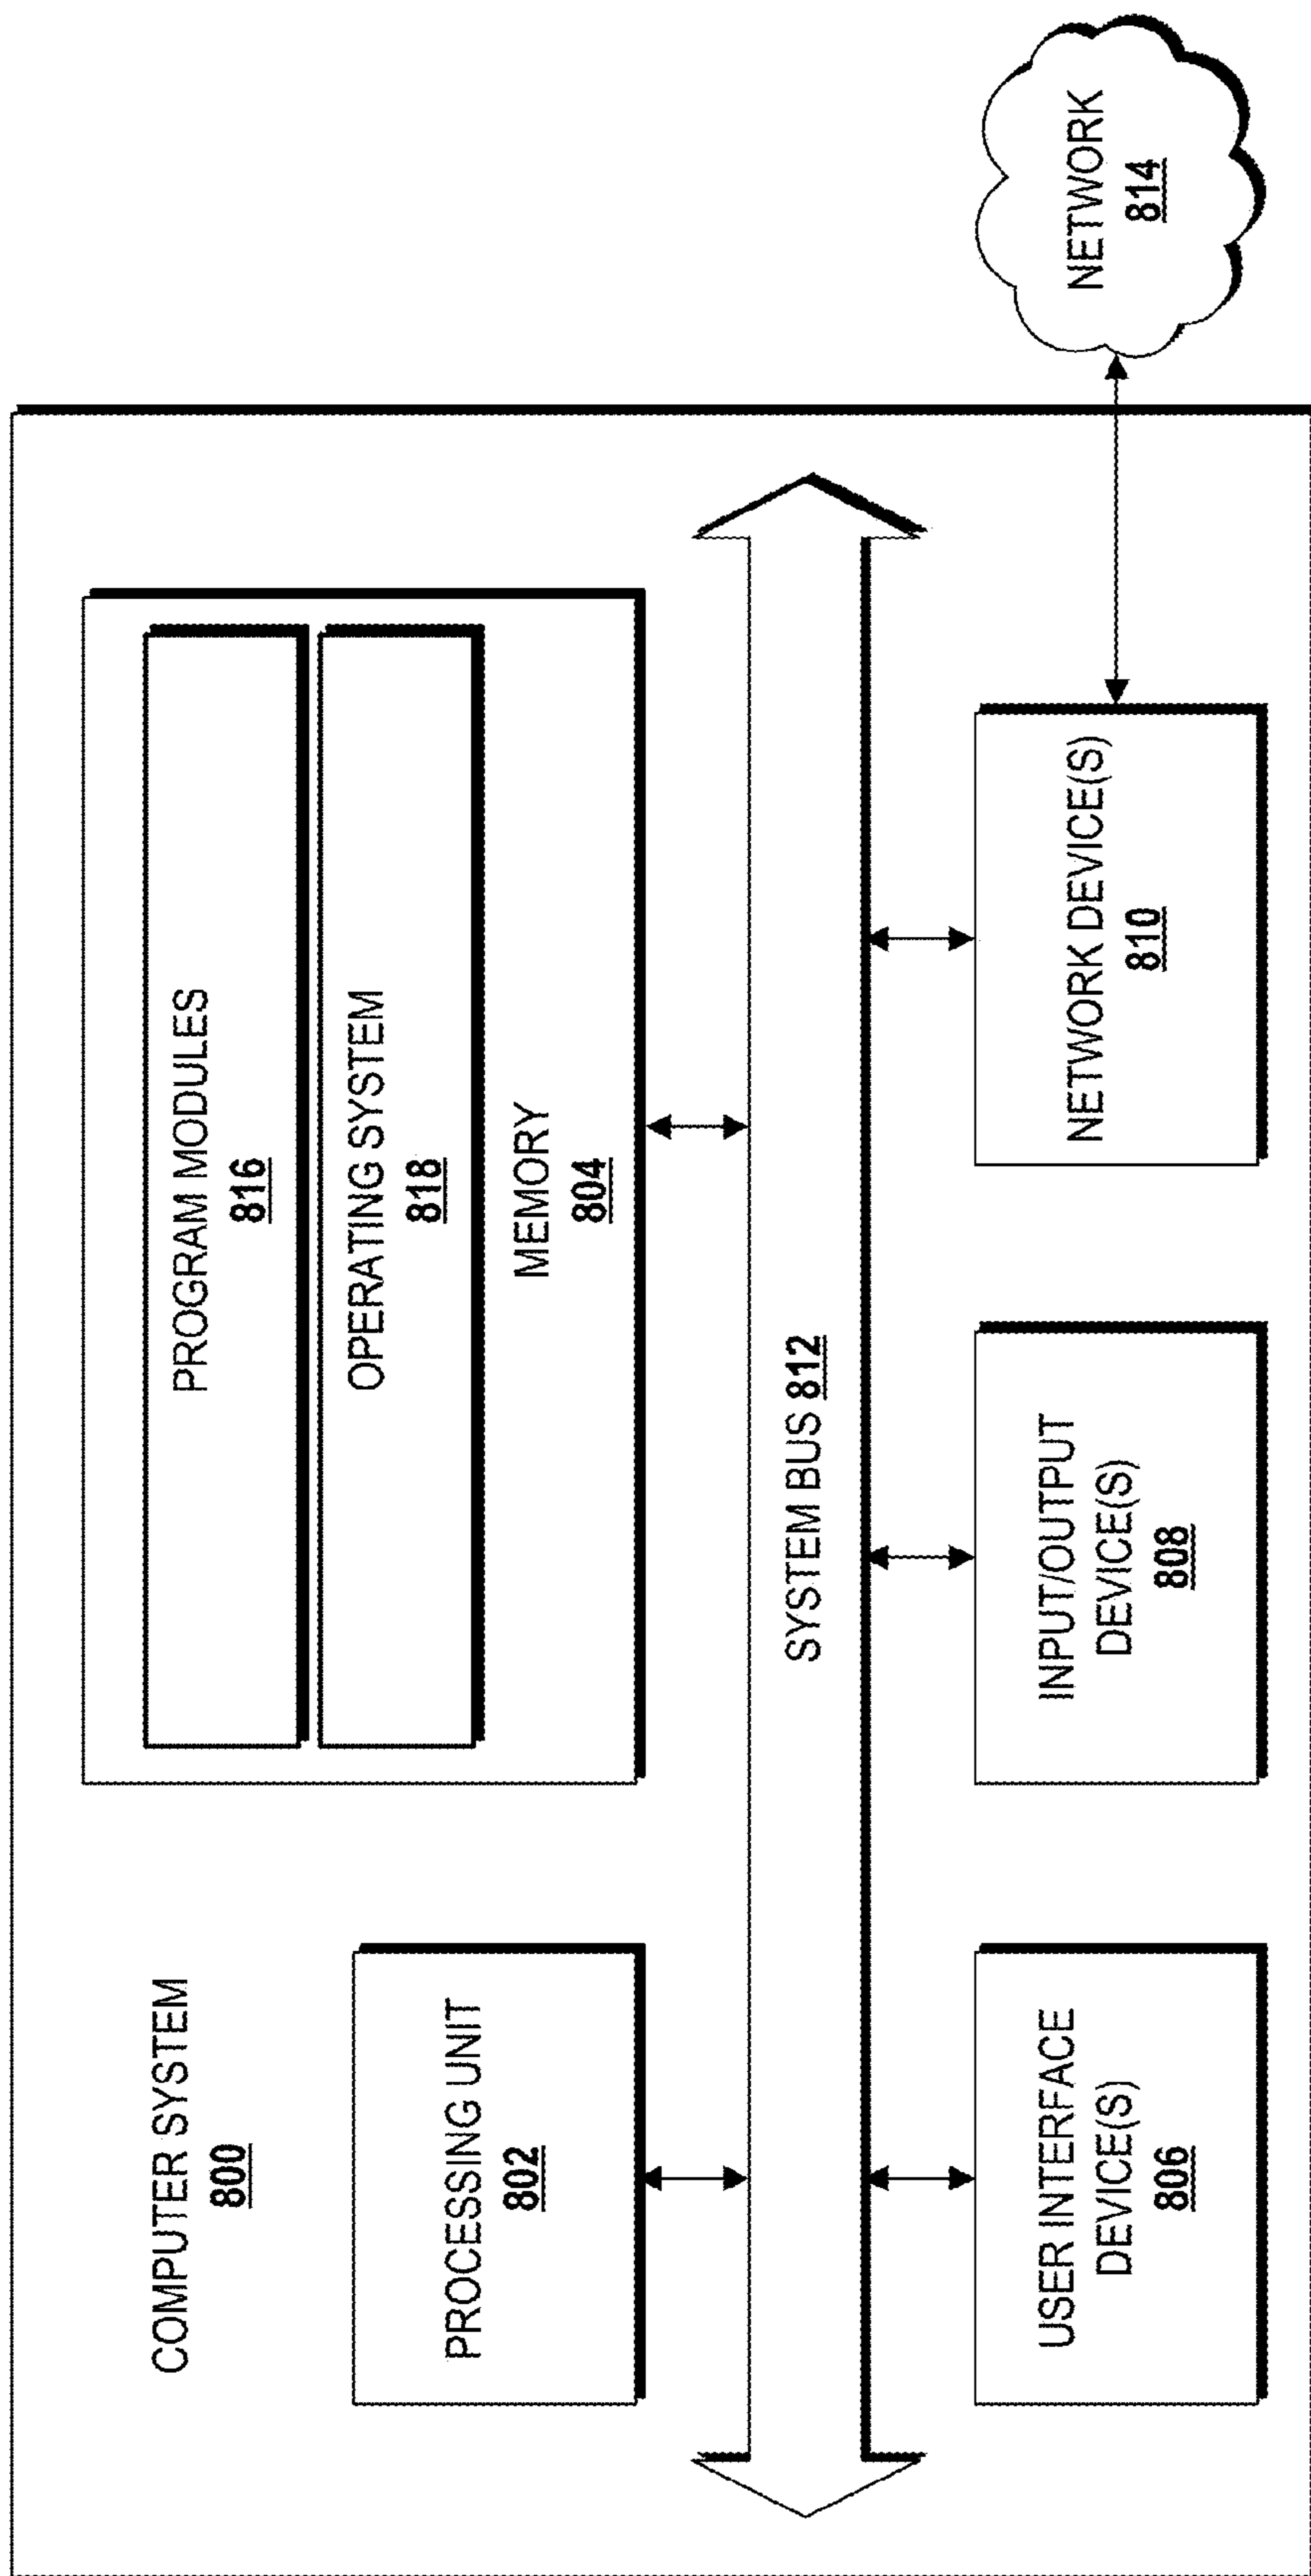 COMPUTER SYSTEM
800
PROCESSING UNIT
802
PROGRAM MODULES
816
OPERATING SYSTEM
818
MEMORY
804
SYSTEM BUS 812
USER INTERFACE
DEVICE(S)
806
INPUT/OUTPUT
DEVICE(S)
808
NETWORK DEVICE(S)
810
NETWORK
814